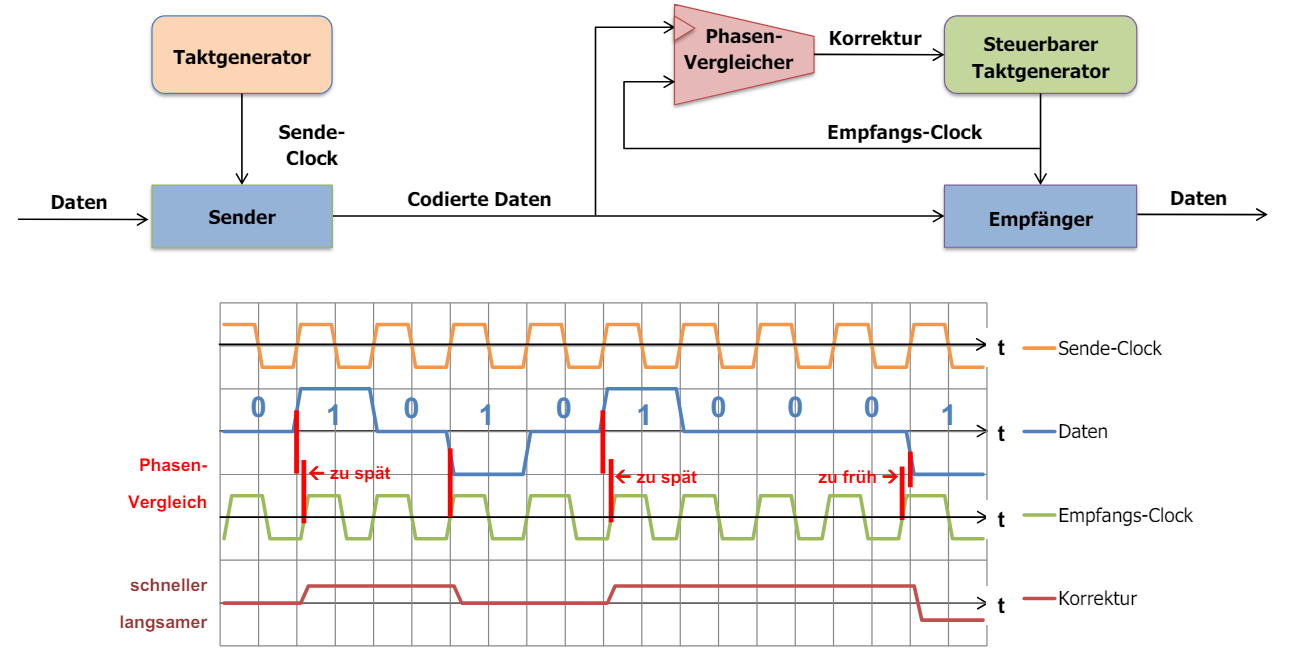 Taktgenerator
Phasen-
Vergleicher
Korrektur
Steuerbarer
Taktgenerator
Sende-
Clock
Empfangs-Clock
Daten
Sender
Codierte Daten
Empfänger
Daten
t
Sende-Clock
0 1 0 1 0 1 0 0 0 1
t
Daten
Phasen-
Vergleich
← zu spät
← zu spät
zu früh →
t
Empfangs-Clock
schneller
langsamer
t
Korrektur